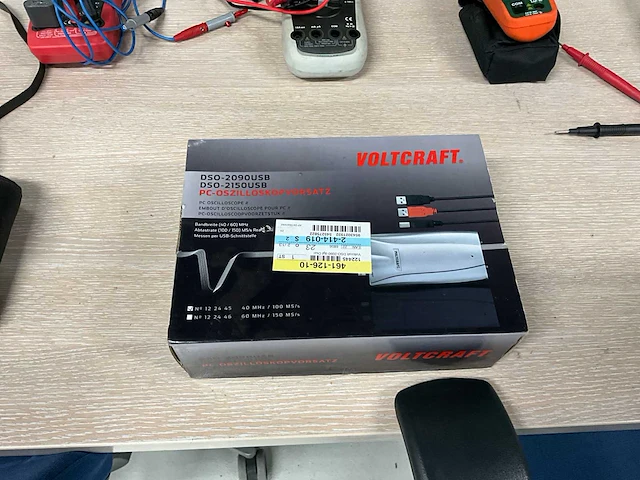 VOLTCRAFT®
DSO-2090USB
DSO-2150USB
PC-OSZILLOSKOPVORSATZ
PC OSCILLOSCOPE
EMBOUT D'OSCILLOSCOPE POUR PC
PC-OSCILLOSCOOPVOORZETSTUK
Bandbreite (40 / 60) MHz
Abtastrate (100 / 150) MS/s
Messen per USB-Schnittstelle
461-126-10
122445
2-414-019
Nº 12 24 45 40 MHz / 100 MS/s
Nº 12 24 46 60 MHz / 150 MS/s
PC-OSZILLOSKOPVORSATZ
VOLTCRAFT